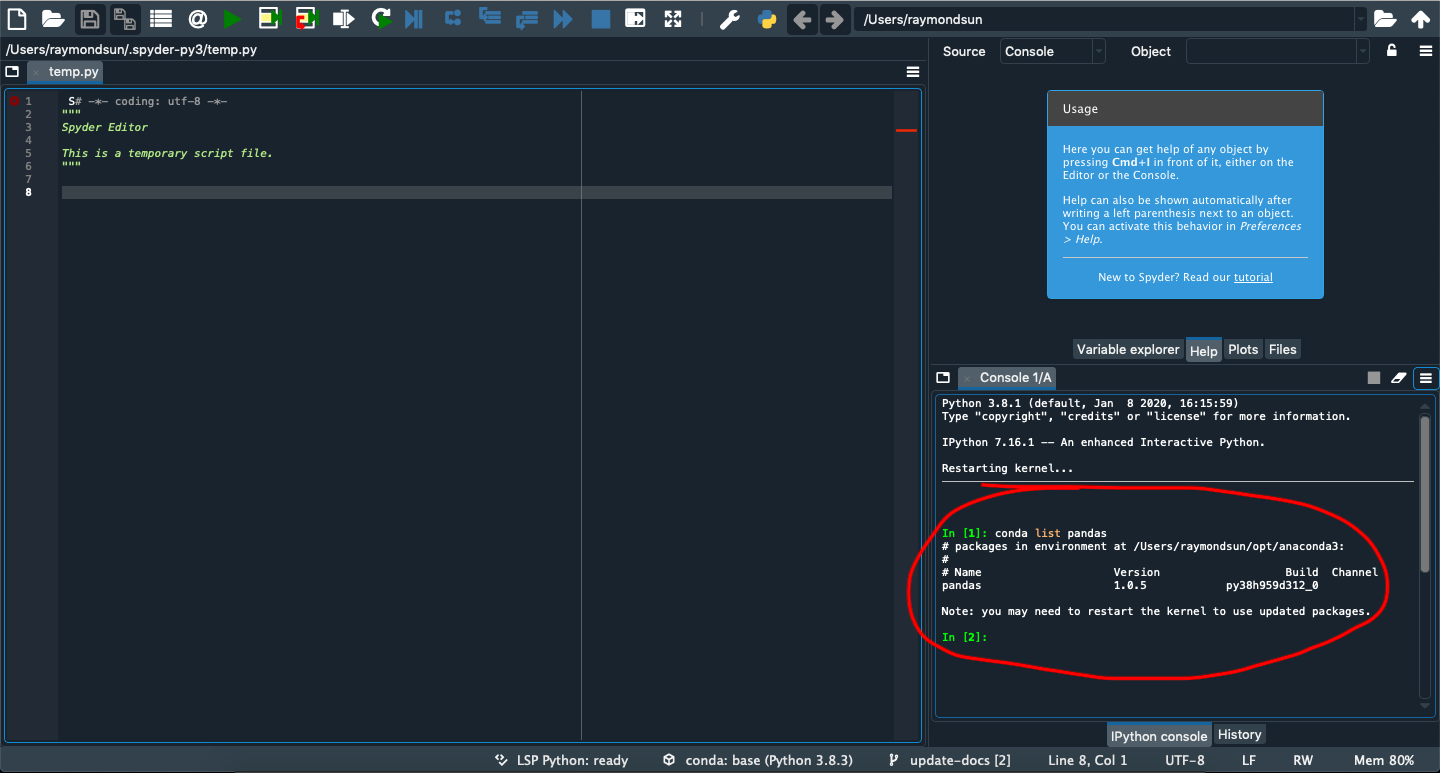 /Users/raymondsun
/Users/raymondsun/.spyder-py3/temp.py
temp.py
1 S# -*- coding: utf-8 -*-
2 """
3 Spyder Editor
4
5 This is a temporary script file.
6 """
7
8
Source Console Object
Usage
Here you can get help of any object by
pressing Cmd+I in front of it, either on the
Editor or the Console.
Help can also be shown automatically after
writing a left parenthesis next to an object.
You can activate this behavior in Preferences
> Help.
New to Spyder? Read our tutorial
Variable explorer Help Plots Files
Console 1/A
Python 3.8.1 (default, Jan  8 2020, 16:15:59)
Type "copyright", "credits" or "license" for more information.
IPython 7.16.1 -- An enhanced Interactive Python.
Restarting kernel...
In [1]: conda list pandas
# packages in environment at /Users/raymondsun/opt/anaconda3:
#
# Name Version Build Channel
pandas 1.0.5 py38h959d312_0
Note: you may need to restart the kernel to use updated packages.
In [2]:
IPython console History
LSP Python: ready conda: base (Python 3.8.3) update-docs [2] Line 8, Col 1 UTF-8 LF RW Mem 80%